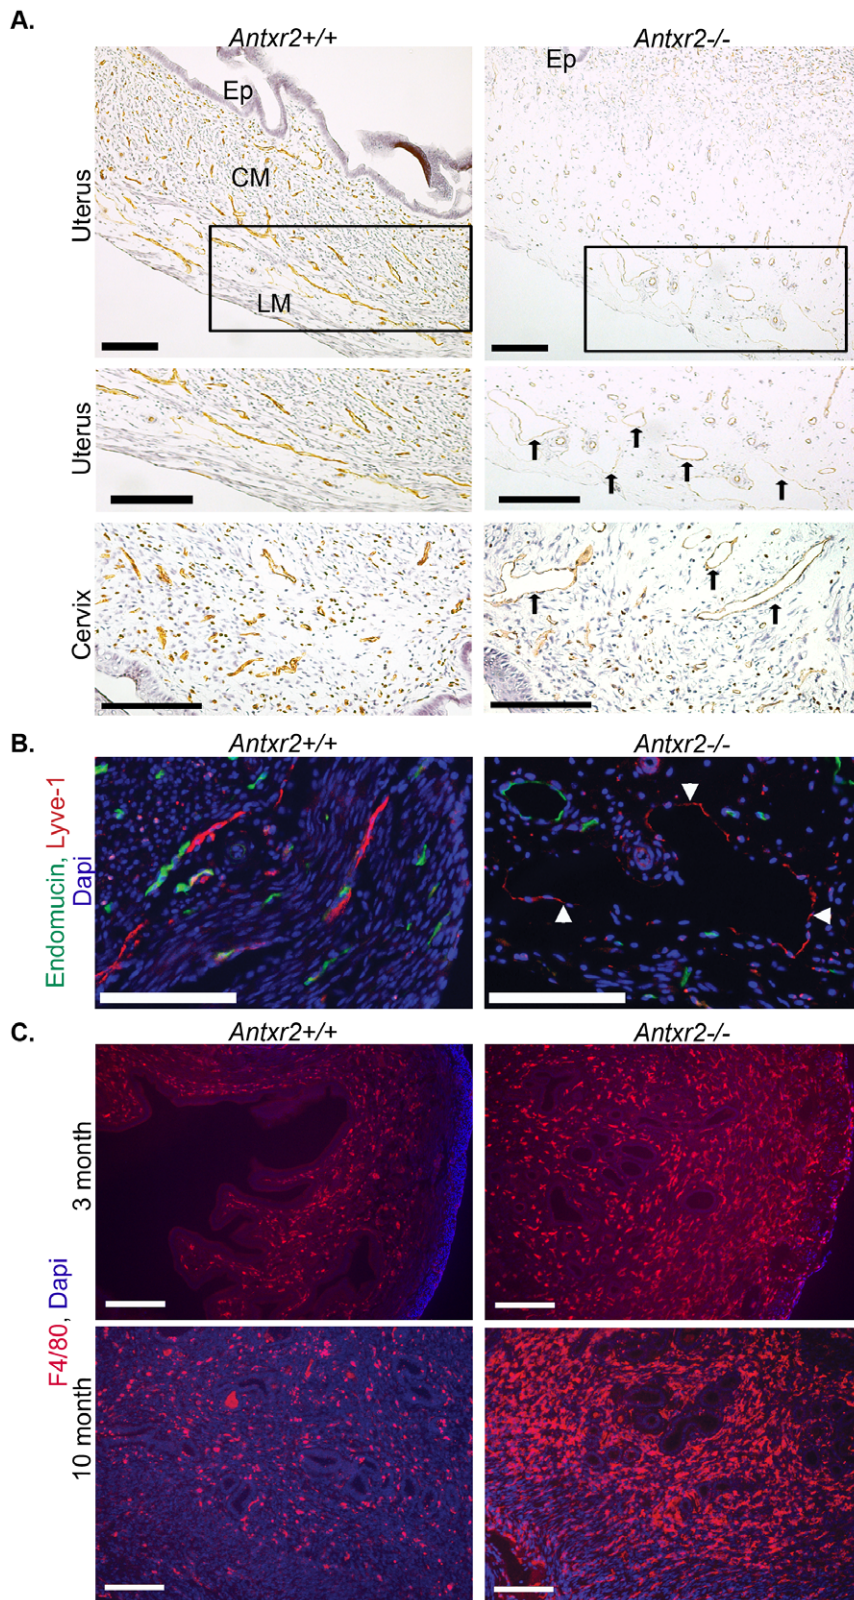 A.
Antxr2+/+
Antxr2-/-
Uterus
Ep
CM
LM
Ep
Uterus
Cervix
B.
Antxr2+/+
Antxr2-/-
Endomucin, Lyve-1
Dapi
C.
Antxr2+/+
Antxr2-/-
F4/80, Dapi
3 month
10 month